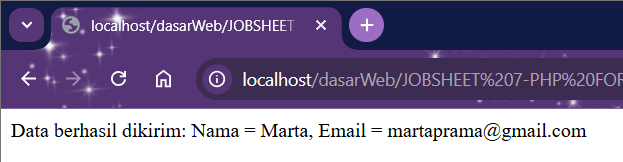 localhost/dasarWeb/JOBSHEET
localhost/dasarWeb/JOBSHEET%207-PHP%20FOR
Data berhasil dikirim: Nama = Marta, Email = martaprama@gmail.com